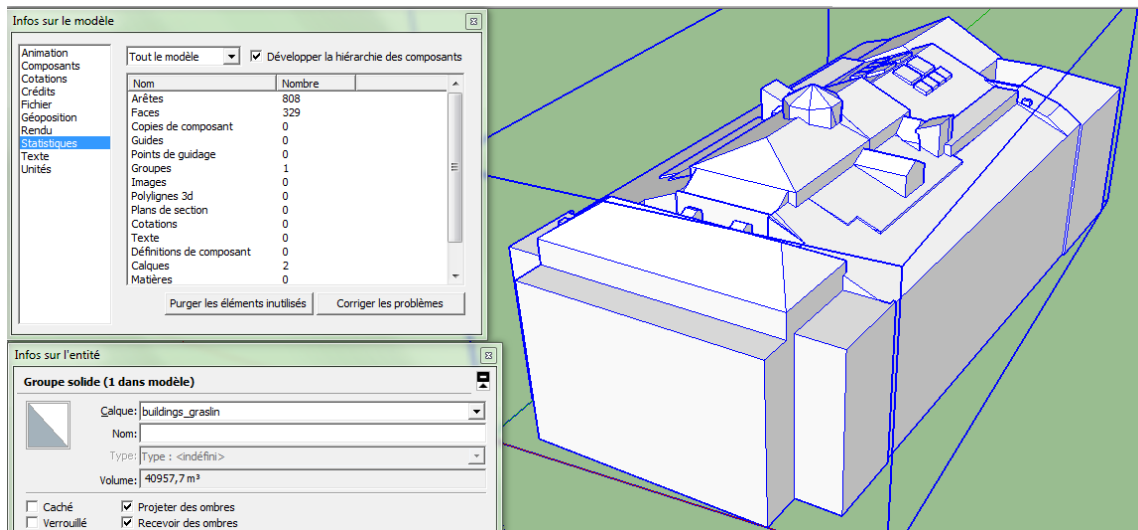 Infos sur le modèle
Animation
Composants
Cotations
Crédits
Fichier
Géoposition
Rendu
Statistiques
Texte
Unités
Tout le modèle
Développer la hiérarchie des composants
Nom Nombre
Arêtes 808
Faces 329
Copies de composant 0
Guides 0
Points de guidage 0
Groupes 1
Images 0
Polylignes 3d 0
Plans de section 0
Cotations 0
Texte 0
Définitions de composant 0
Calques 2
Matières 0
Purger les éléments inutilisés Corriger les problèmes
Infos sur l'entité
Groupe solide (1 dans modèle)
Calque: buildings_graslin
Nom:
Type: Type : <indéfini>
Volume: 40957,7 m³
Caché Projeter des ombres
Verrouillé Recevoir des ombres